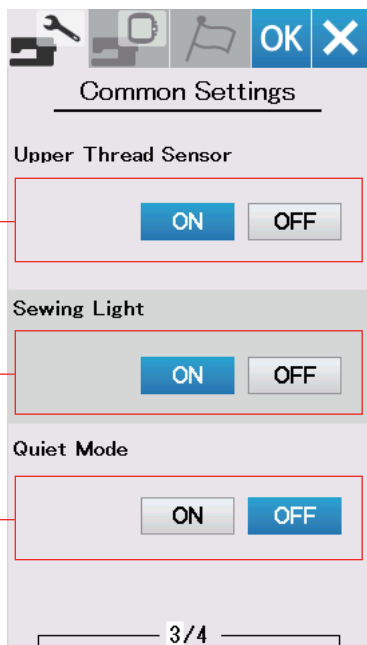 OK X
Common Settings
Upper Thread Sensor
ON OFF
Sewing Light
ON OFF
Quiet Mode
ON OFF
3/4